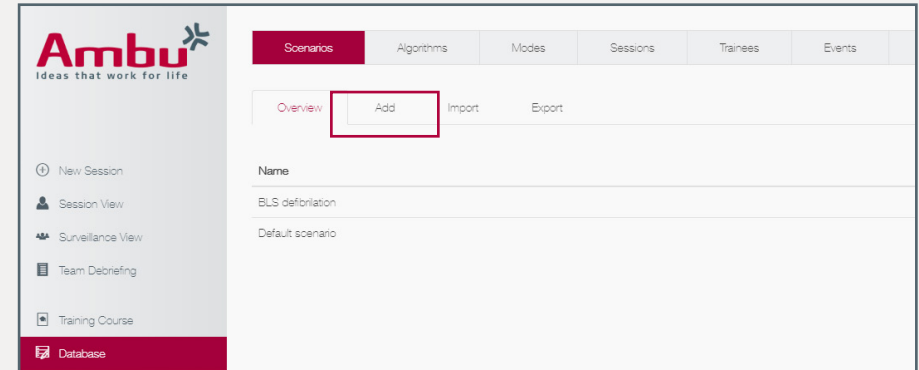 Ambu
Ideas that work for life
Scenarios Algorithms Modes Sessions Trainees Events
Overview Add Import Export
New Session
Session View
Surveillance View
Team Debriefing
Training Course
Database
Name
BLS defibrilation
Default scenario